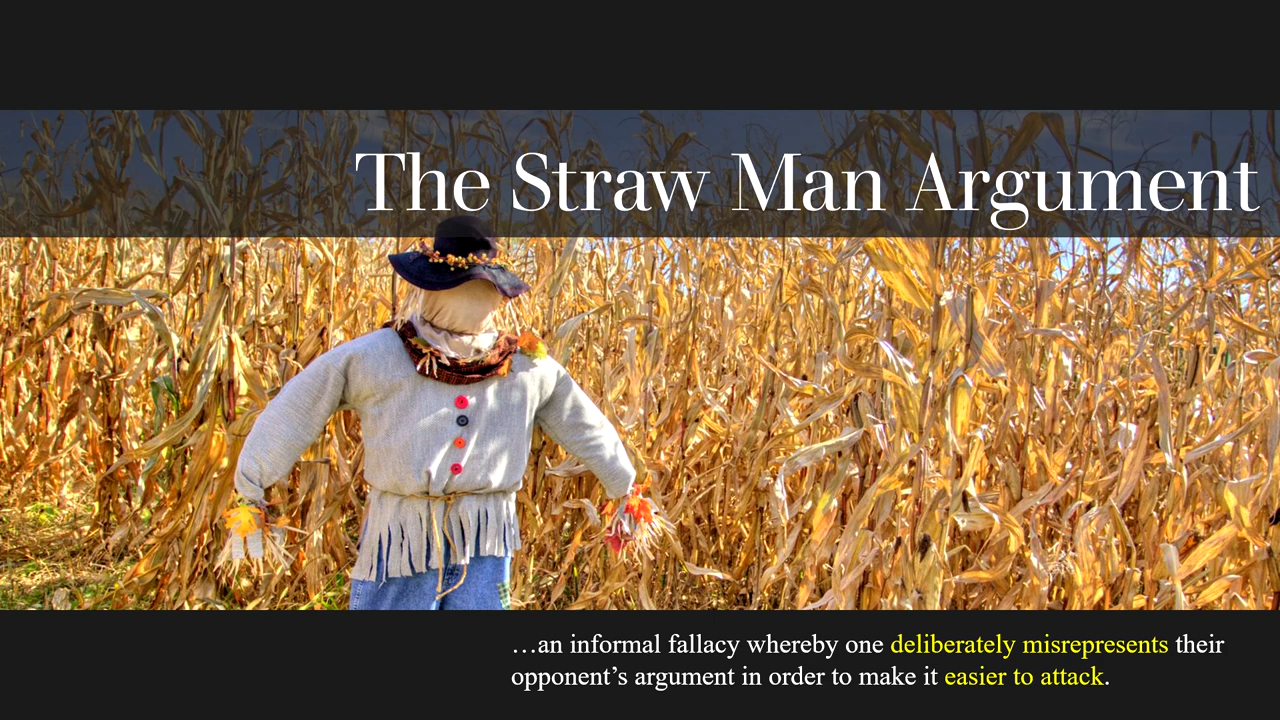 The Straw Man Argument
…an informal fallacy whereby one deliberately misrepresents their
opponent’s argument in order to make it easier to attack.